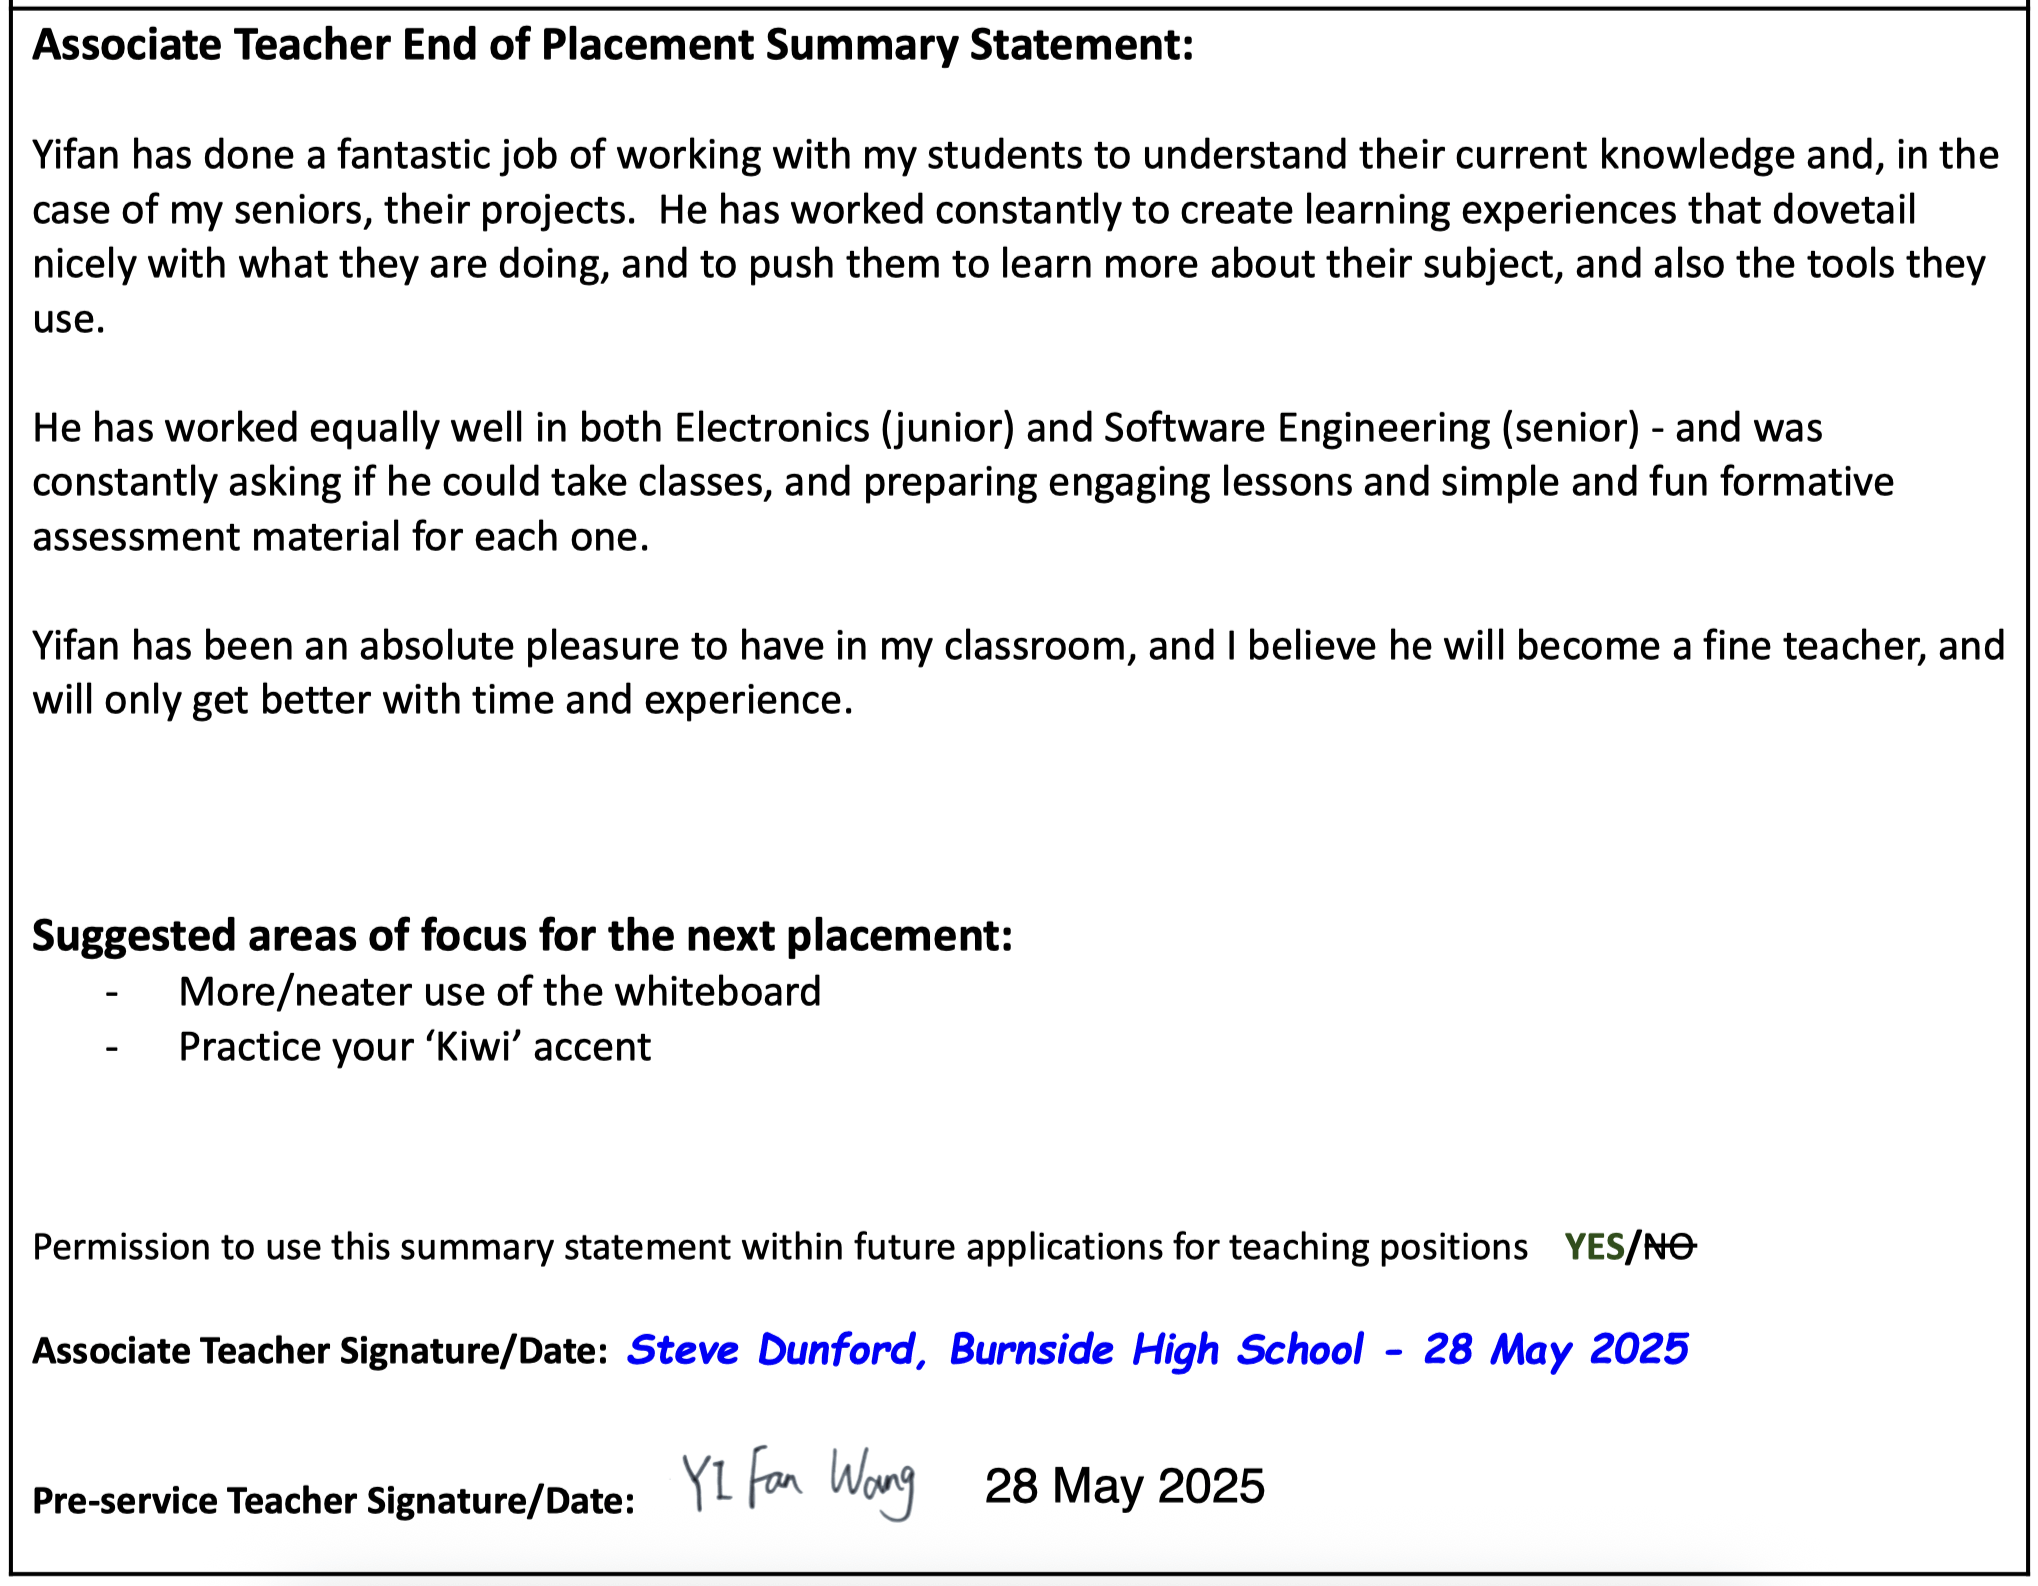 Associate Teacher End of Placement Summary Statement:
Yifan has done a fantastic job of working with my students to understand their current knowledge and, in the
case of my seniors, their projects.  He has worked constantly to create learning experiences that dovetail
nicely with what they are doing, and to push them to learn more about their subject, and also the tools they
use.
He has worked equally well in both Electronics (junior) and Software Engineering (senior) - and was
constantly asking if he could take classes, and preparing engaging lessons and simple and fun formative
assessment material for each one.
Yifan has been an absolute pleasure to have in my classroom, and I believe he will become a fine teacher, and
will only get better with time and experience.
Suggested areas of focus for the next placement:
- More/neater use of the whiteboard
- Practice your ‘Kiwi’ accent
Permission to use this summary statement within future applications for teaching positions YES/NO
Associate Teacher Signature/Date: Steve Dunford, Burnside High School - 28 May 2025
Pre-service Teacher Signature/Date: YI Fan Wang 28 May 2025